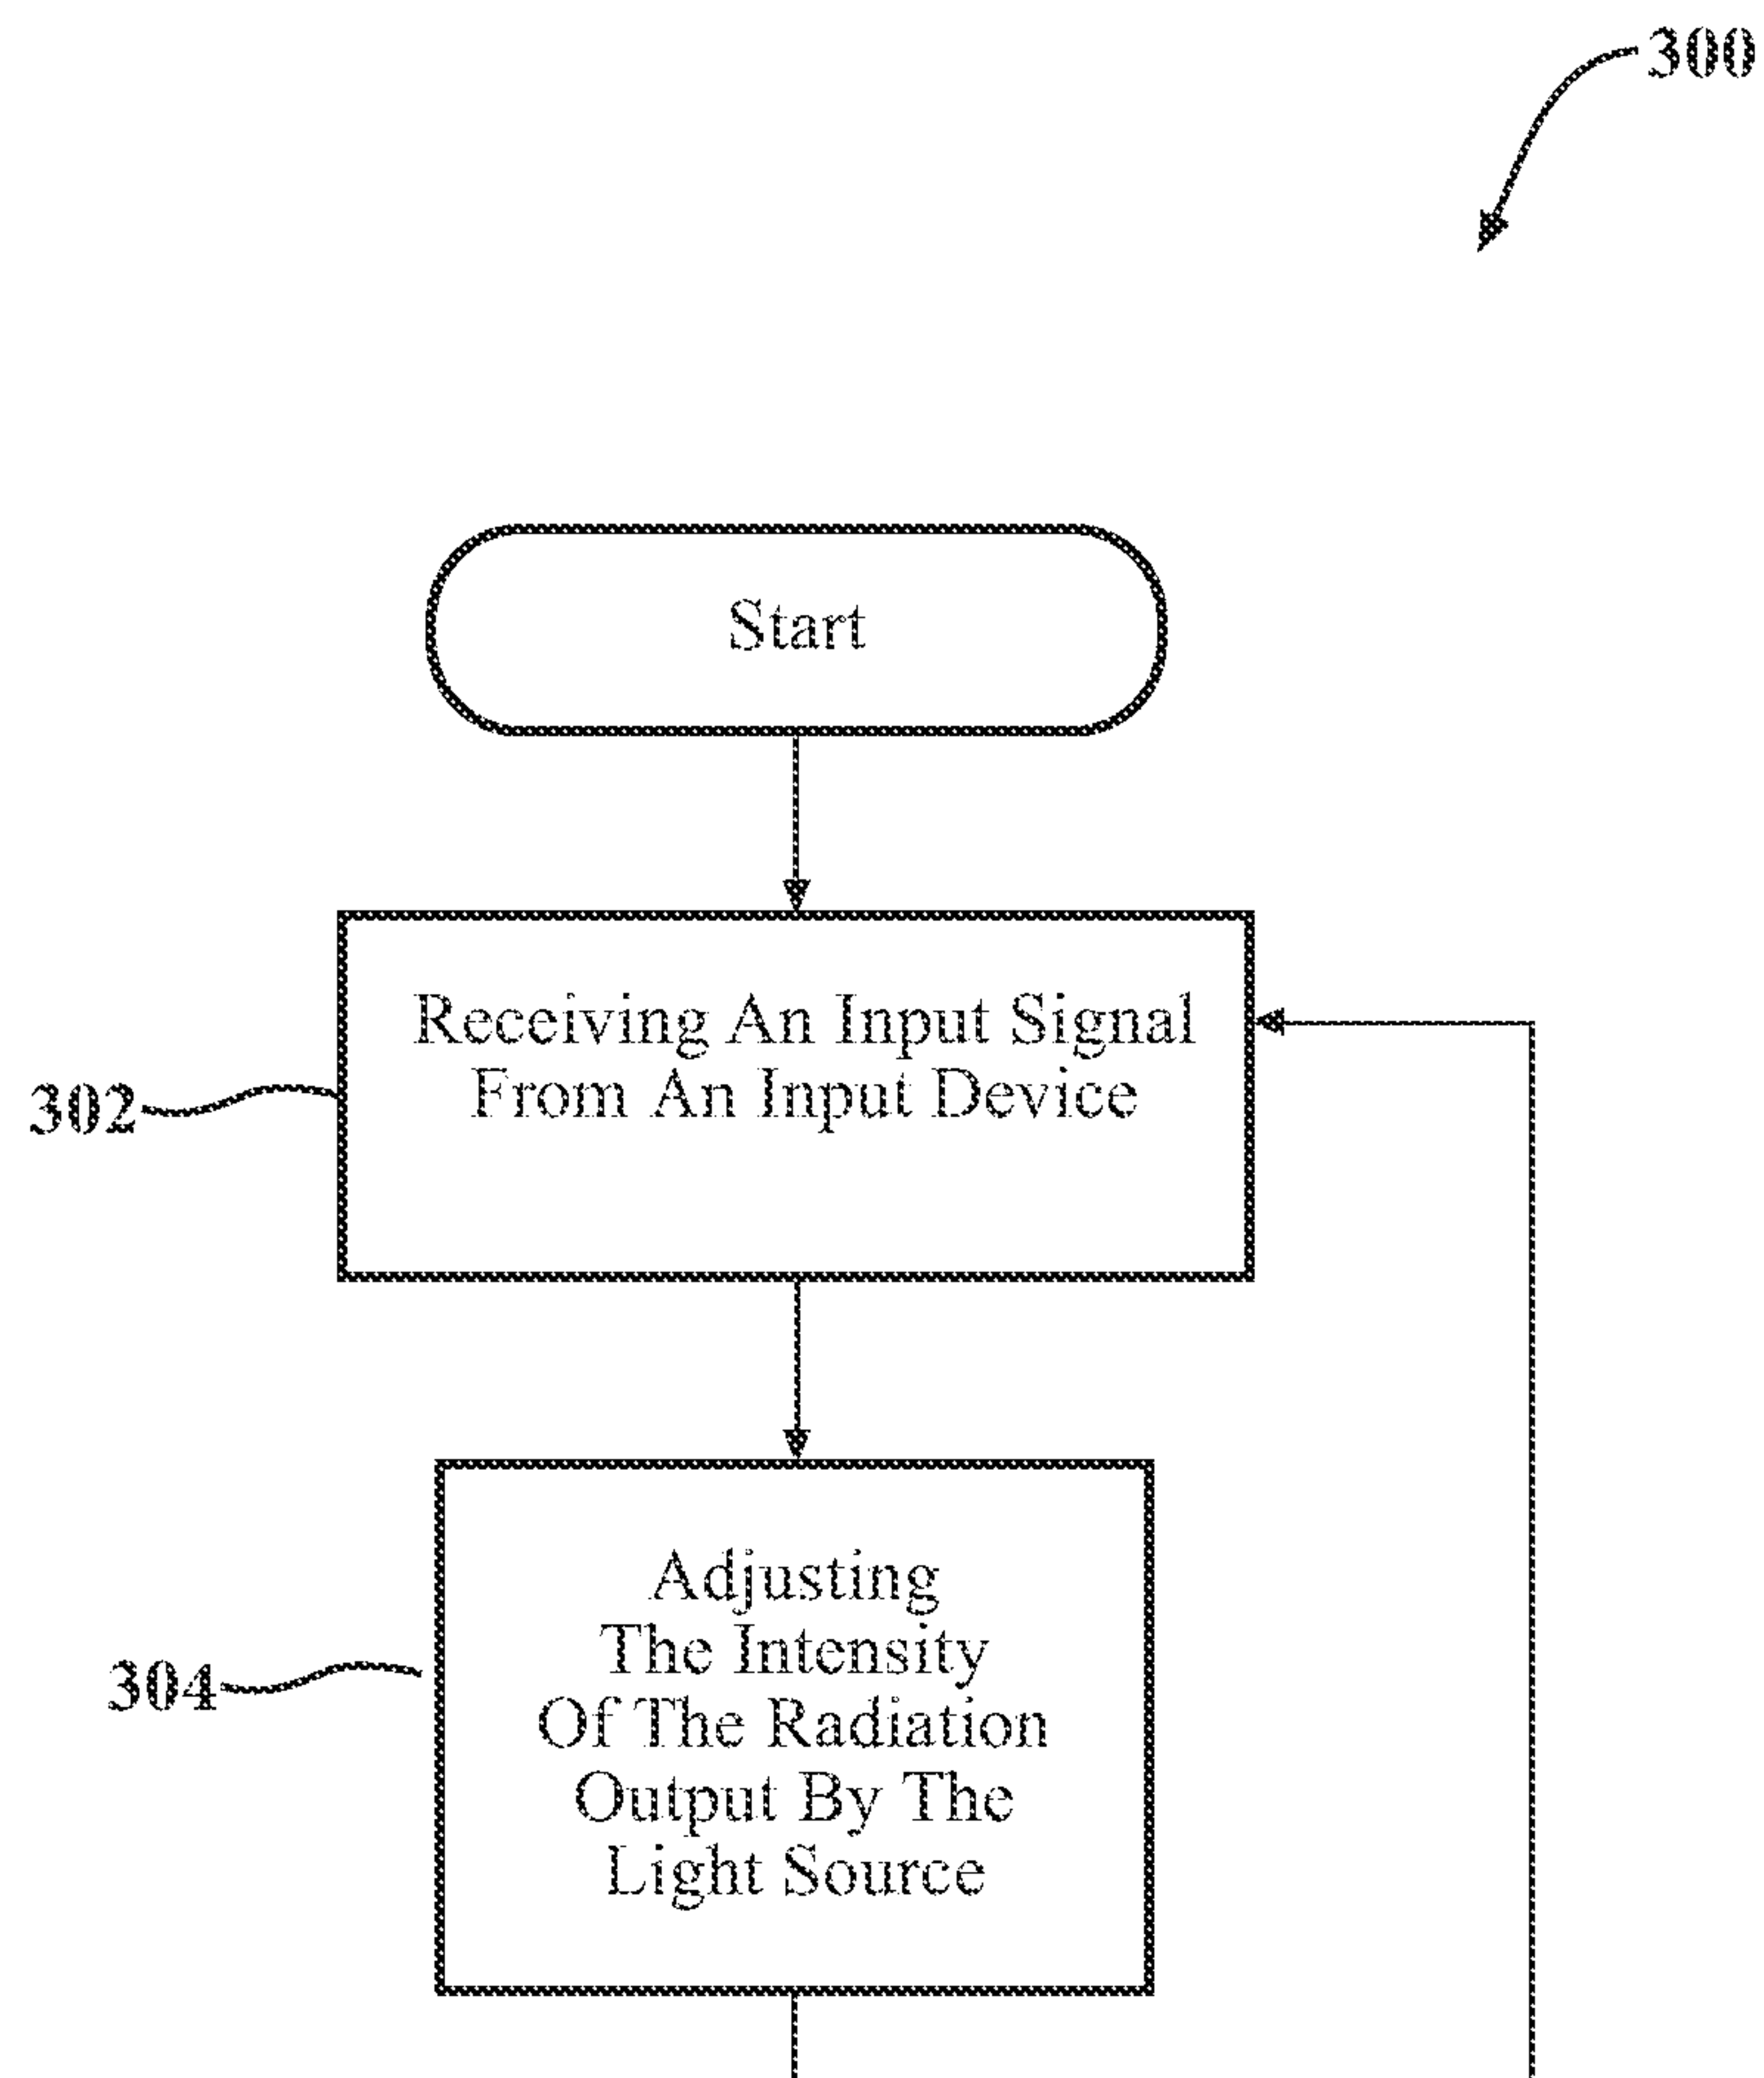 300
Start
Receiving An Input Signal
From An Input Device
302
Adjusting
The Intensity
Of The Radiation
Output By The
Light Source
304